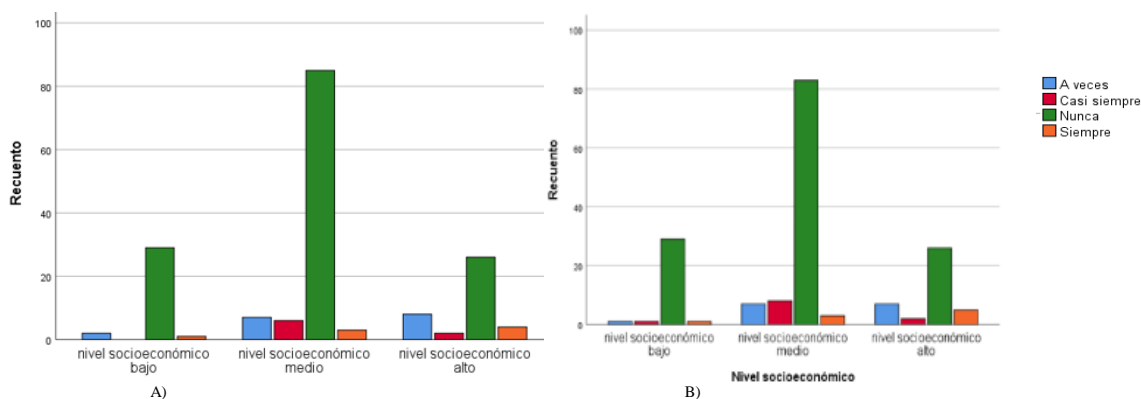 100
80
60
40
20
0
Recuento
nivel socioeconómico bajo
nivel socioeconómico medio
nivel socioeconómico alto
A)
100
80
60
40
20
0
Recuento
nivel socioeconómico bajo
nivel socioeconómico medio
nivel socioeconómico alto
Nivel socioeconómico
B)
A veces
Casi siempre
Nunca
Siempre